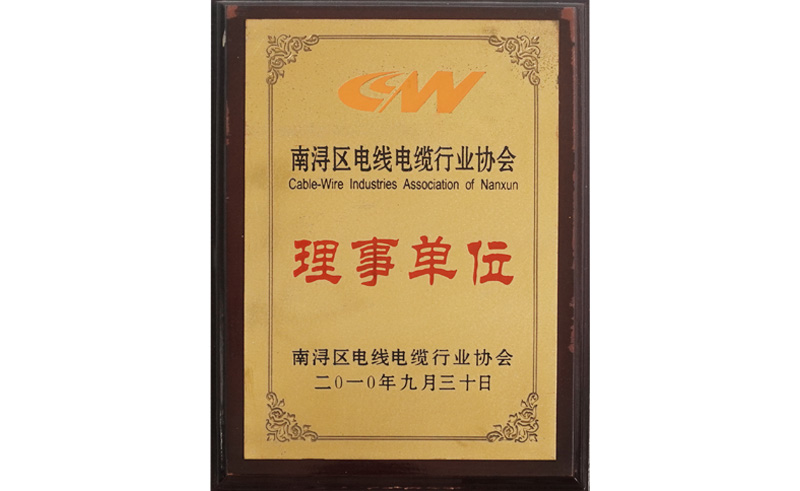 CW
南浔区电线电缆行业协会
Cable-Wire Industries Association of Nanxun
理事单位
南浔区电线电缆行业协会
二0一0年九月三十日